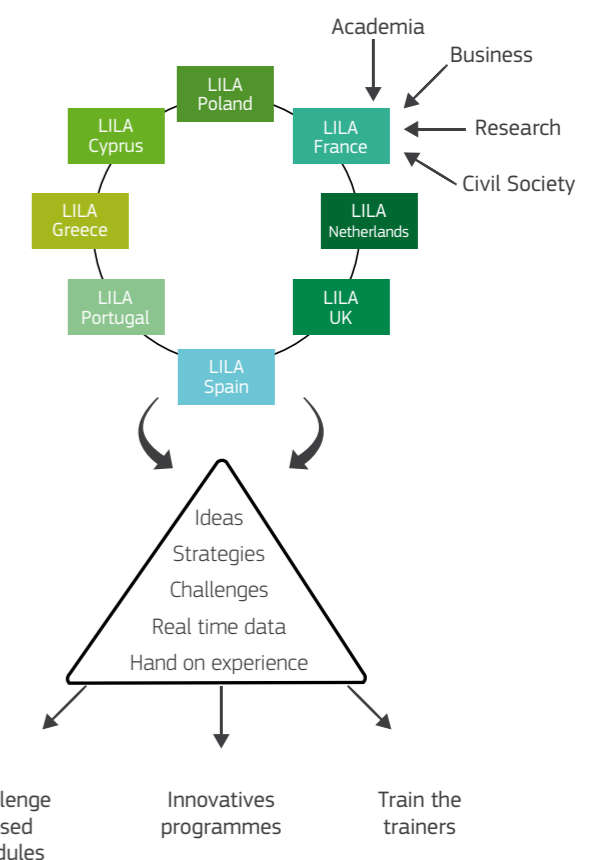 Academia
Business
Research
Civil Society
LILA
Poland
LILA
France
LILA
Cyprus
LILA
Netherlands
LILA
Greece
LILA
UK
LILA
Portugal
LILA
Spain
Ideas
Strategies
Challenges
Real time data
Hand on experience
Innovatives
programmes
Train the
trainers